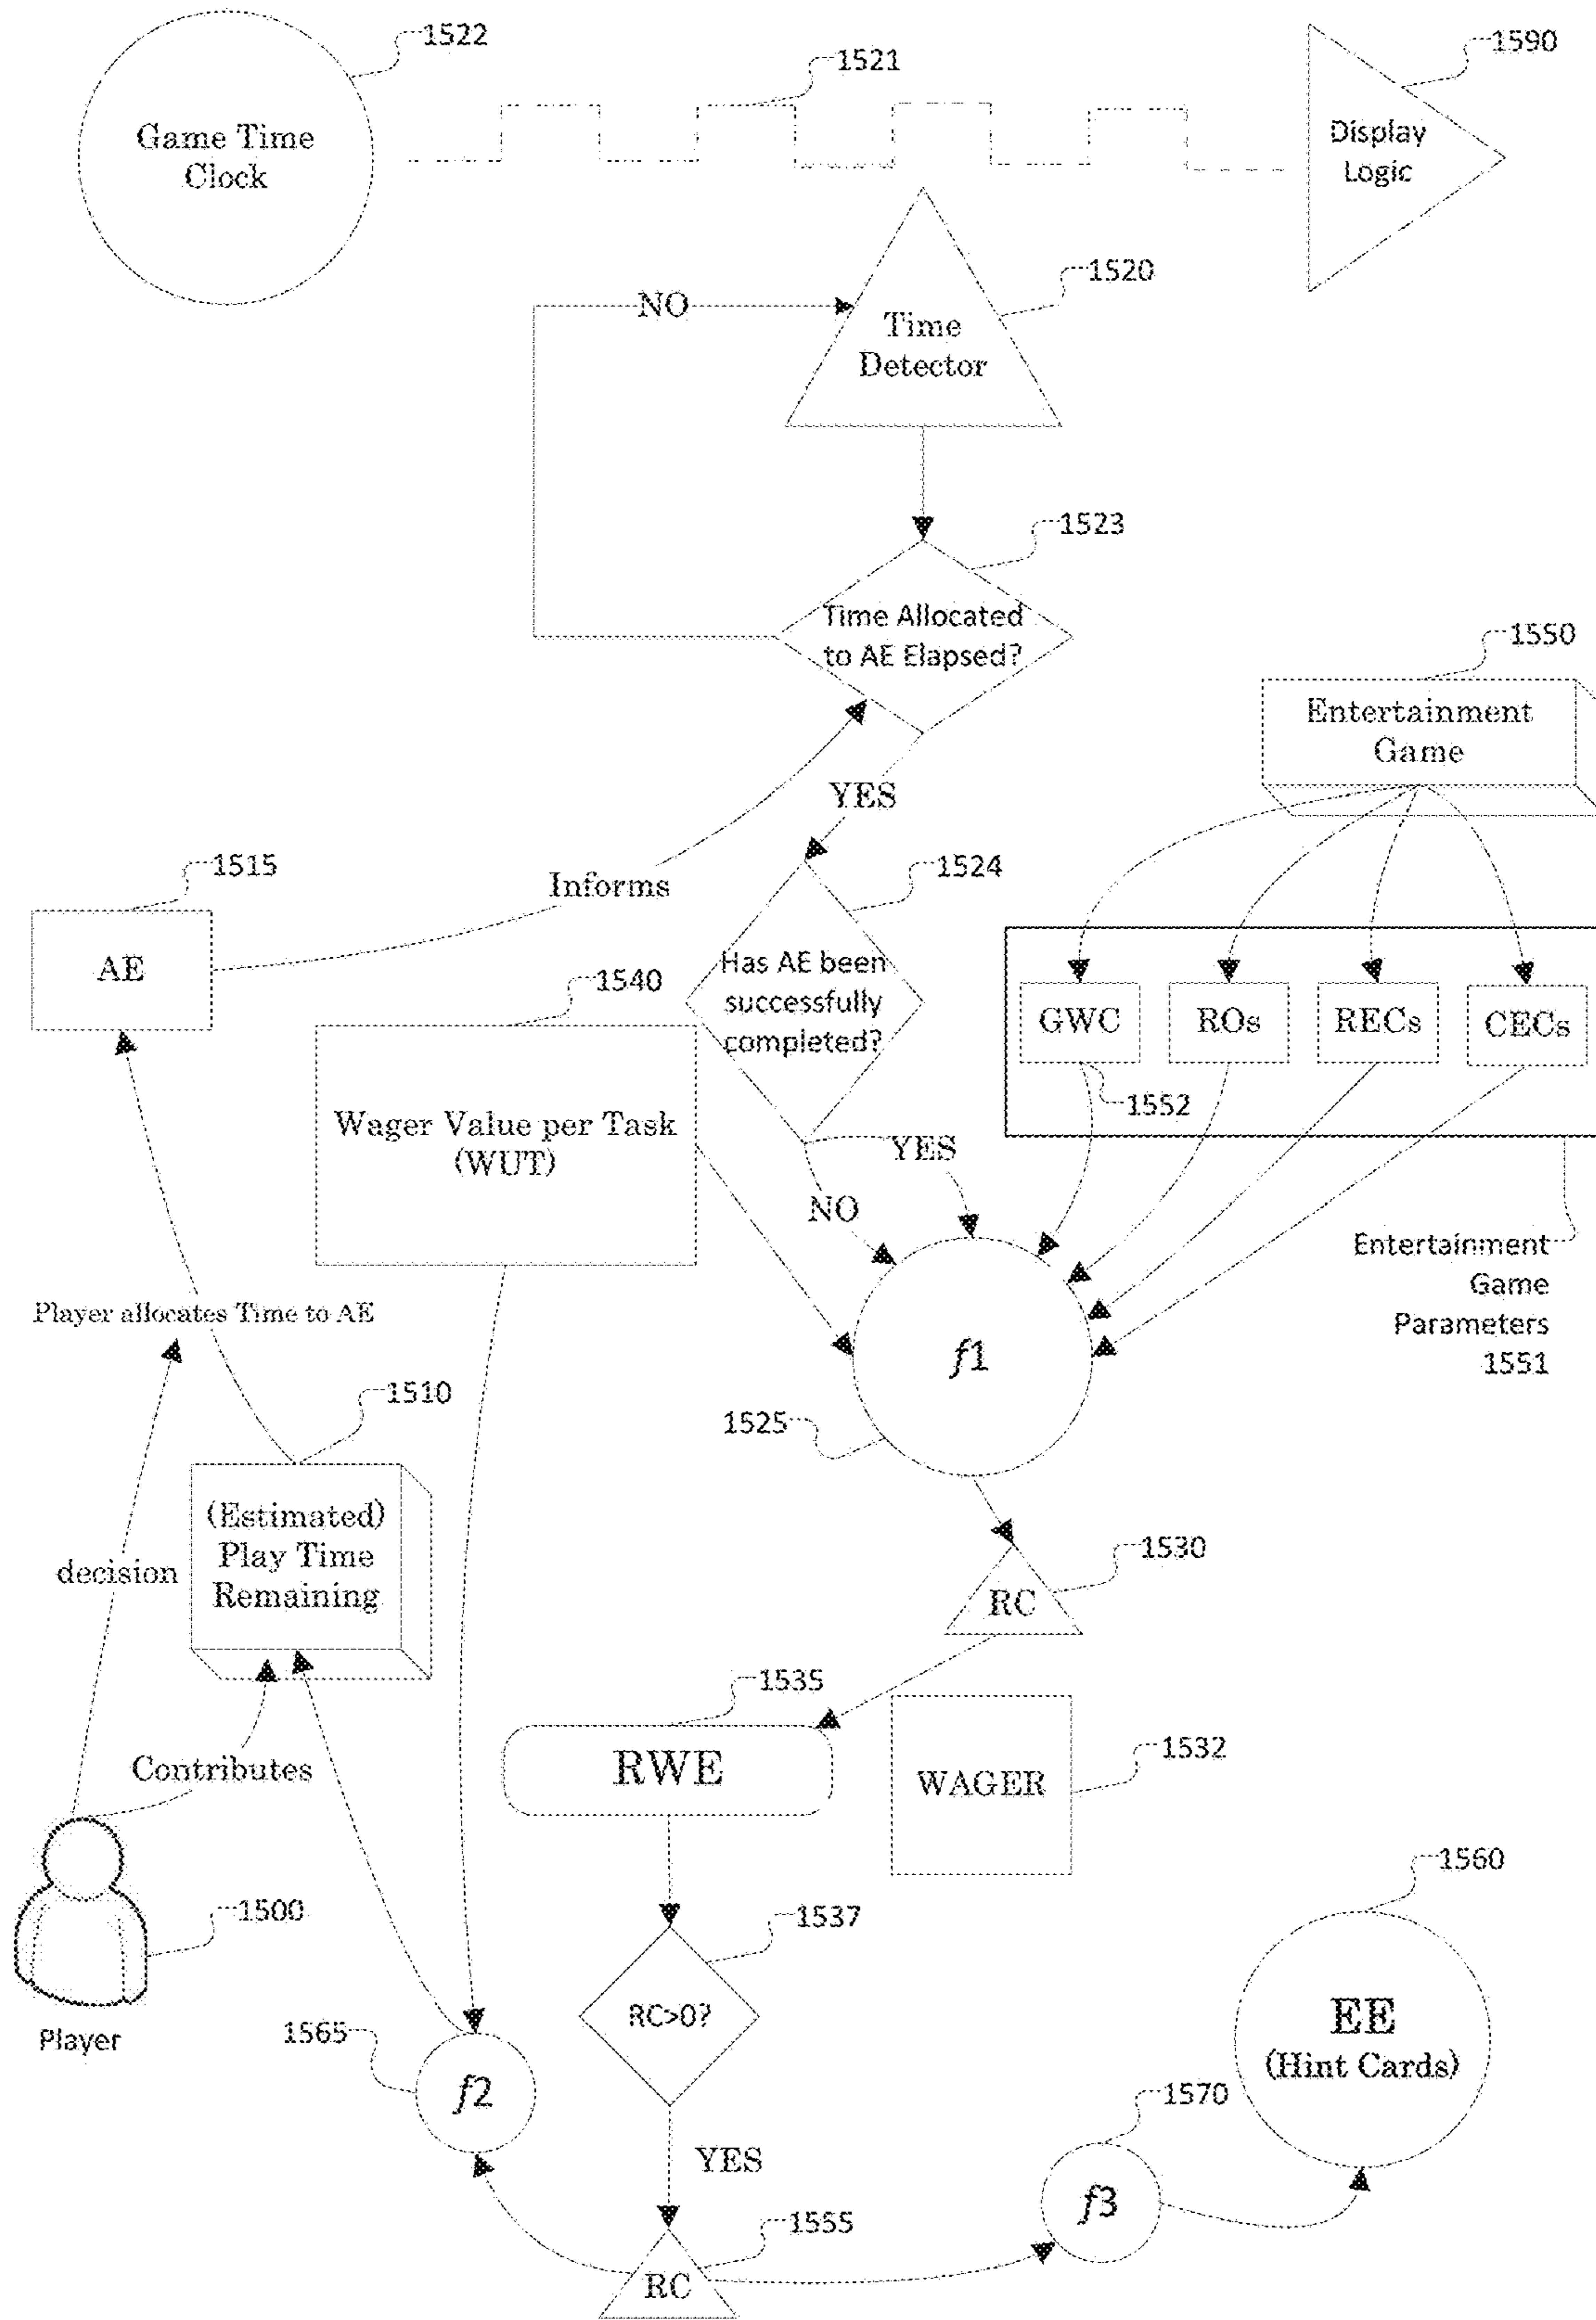 1522
1521
1590
Game Time
Clock
Display
Logic
1520
NO
Time
Detector
1523
Time Allocated
to AE Elapsed?
1550
Entertainment
Game
YES
1515
1524
Informs
AE
Has AE been
successfully
completed?
1540
GWC
ROs
RECs
CECs
1552
Wager Value per Task
(WUT)
YES
NO
Entertainment
Game
Parameters
1551
Player allocates Time to AE
f1
1510
1525
(Estimated)
Play Time
Remaining
decision
1530
RC
1535
RWE
1532
WAGER
Contributes
1560
1500
1537
RC>0?
EE
(Hint Cards)
Player
1565
f2
1570
YES
f3
1555
RC